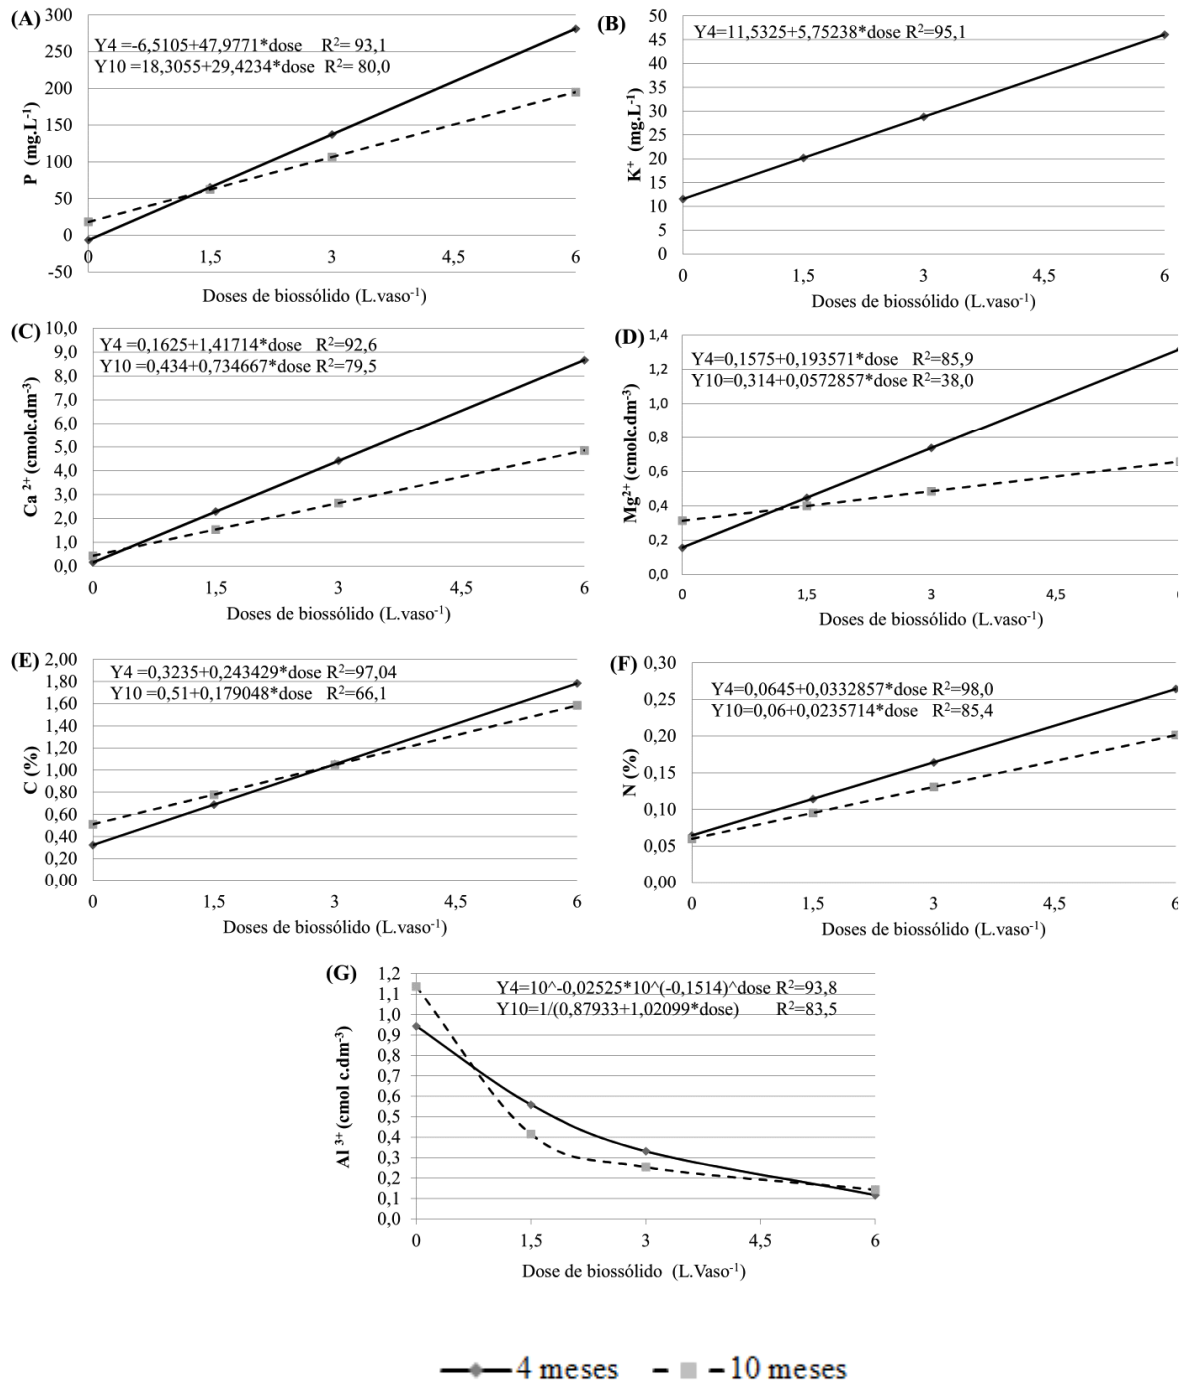 (A)
300
250
200
150
100
50
0
-50
Y4 =-6,5105+47,9771*dose R²= 93,1
Y10 =18,3055+29,4234*dose R²= 80,0
P (mg.L⁻¹)
0 1,5 3 4,5 6
Doses de biossólido (L.vaso⁻¹)
(B)
50
45
40
35
30
25
20
15
10
5
0
Y4=11,5325+5,75238*dose R²=95,1
K⁺ (mg.L⁻¹)
0 1,5 3 4,5 6
Doses de biossólido (L.vaso⁻¹)
(C)
10,0
9,0
8,0
7,0
6,0
5,0
4,0
3,0
2,0
1,0
0,0
Y4 =0,1625+1,41714*dose R²=92,6
Y10 =0,434+0,734667*dose R²=79,5
Ca ²⁺ (cmolc.dm⁻³)
0 1,5 3 4,5 6
Doses de biossólido (L.vaso⁻¹)
(D)
1,4
1,2
1,0
0,8
0,6
0,4
0,2
0,0
Y4=0,1575+0,193571*dose R²=85,9
Y10=0,314+0,0572857*dose R²=38,0
Mg²⁺ (cmolc.dm⁻³)
0 1,5 3 4,5 6
Doses de biossólido (L.vaso⁻¹)
(E)
2,00
1,80
1,60
1,40
1,20
1,00
0,80
0,60
0,40
0,20
0,00
Y4 =0,3235+0,243429*dose R²=97,04
Y10 =0,51+0,179048*dose R²=66,1
C (%)
0 1,5 3 4,5 6
Doses de biossólido (L.vaso⁻¹)
(F)
0,30
0,25
0,20
0,15
0,10
0,05
0,00
Y4=0,0645+0,0332857*dose R²=98,0
Y10=0,06+0,0235714*dose R²=85,4
N (%)
0 1,5 3 4,5 6
Doses de biossólido (L.vaso⁻¹)
(G)
1,2
1,1
1,0
0,9
0,8
0,7
0,6
0,5
0,4
0,3
0,2
0,1
0,0
Y4=10^-0,02525*10^(-0,1514)^dose R²=93,8
Y10=1/(0,87933+1,02099*dose) R²=83,5
Al ³⁺ (cmol c.dm⁻³)
0 1,5 3 4,5 6
Dose de biossólido (L.Vaso⁻¹)
4 meses 10 meses